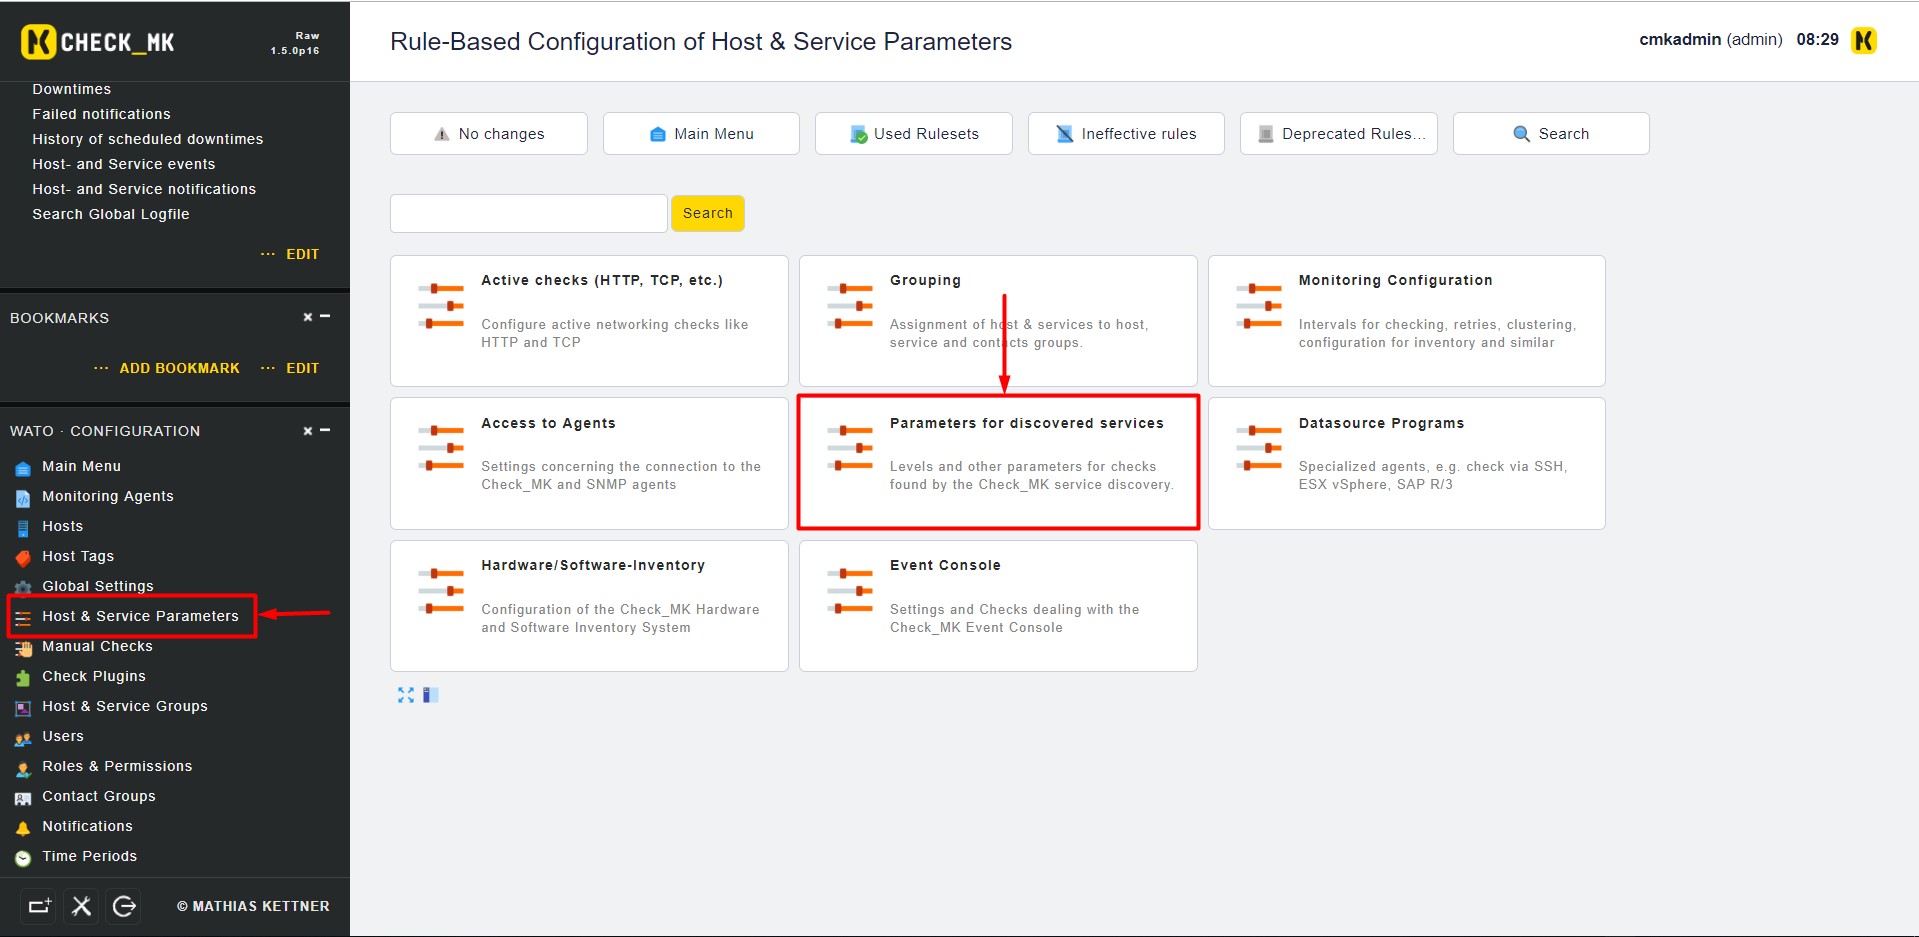 CHECK_MK
Raw
1.5.0p16
Downtimes
Failed notifications
History of scheduled downtimes
Host- and Service events
Host- and Service notifications
Search Global Logfile
··· EDIT
BOOKMARKS
··· ADD BOOKMARK ··· EDIT
WATO · CONFIGURATION
Main Menu
Monitoring Agents
Hosts
Host Tags
Global Settings
Host & Service Parameters
Manual Checks
Check Plugins
Host & Service Groups
Users
Roles & Permissions
Contact Groups
Notifications
Time Periods
© MATHIAS KETTNER
Rule-Based Configuration of Host & Service Parameters
cmkadmin (admin) 08:29
No changes
Main Menu
Used Rulesets
Ineffective rules
Deprecated Rules...
Search
Search
Active checks (HTTP, TCP, etc.)
Configure active networking checks like
HTTP and TCP
Grouping
Assignment of host & services to host,
service and contacts groups.
Monitoring Configuration
Intervals for checking, retries, clustering,
configuration for inventory and similar
Access to Agents
Settings concerning the connection to the
Check_MK and SNMP agents
Parameters for discovered services
Levels and other parameters for checks
found by the Check_MK service discovery.
Datasource Programs
Specialized agents, e.g. check via SSH,
ESX vSphere, SAP R/3
Hardware/Software-Inventory
Configuration of the Check_MK Hardware
and Software Inventory System
Event Console
Settings and Checks dealing with the
Check_MK Event Console